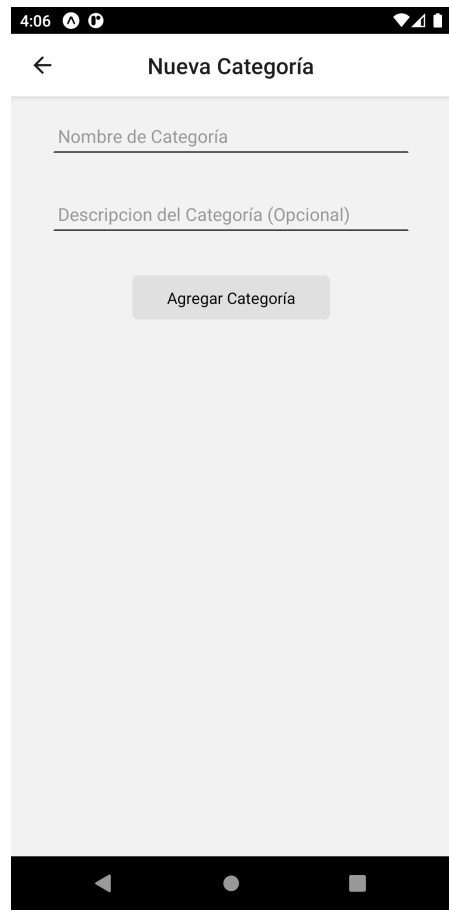 4:06
Nueva Categoría
Nombre de Categoría
Descripcion del Categoría (Opcional)
Agregar Categoría